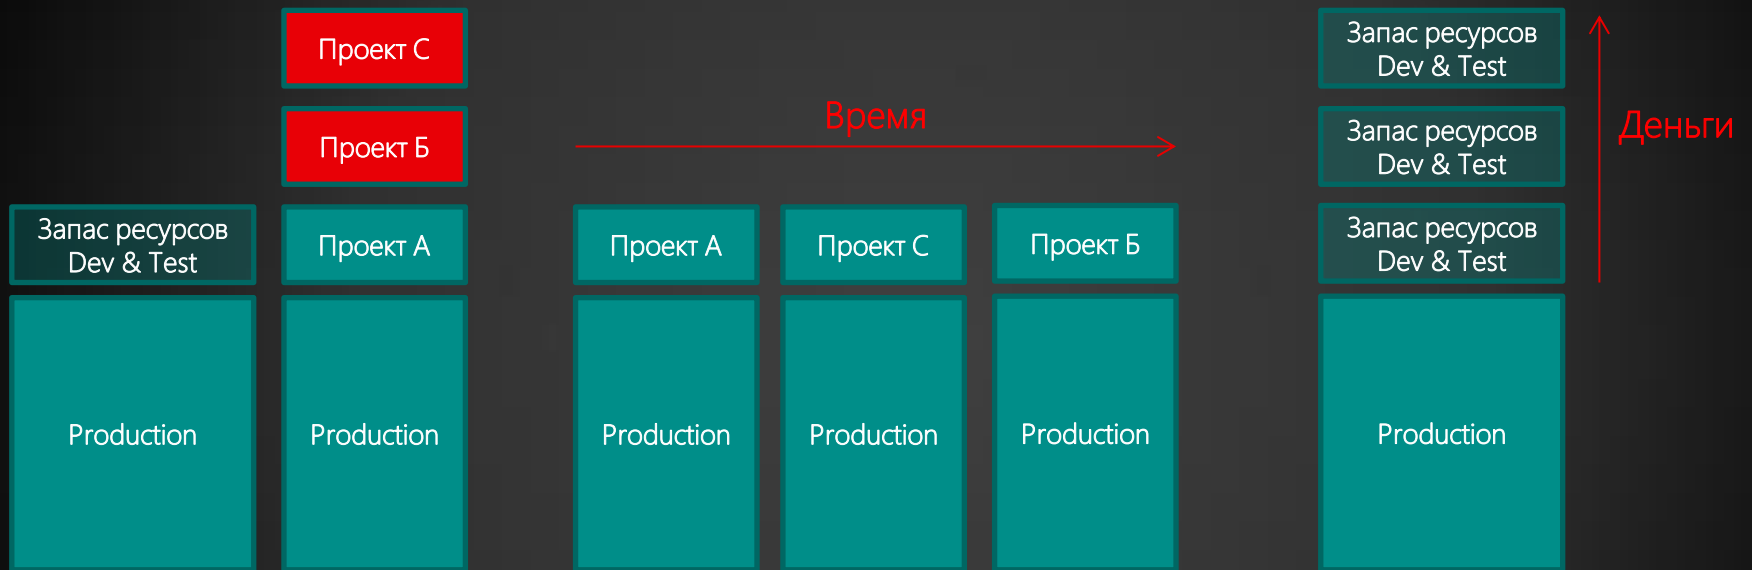 Проект С
Проект Б
Запас ресурсов
Dev & Test
Проект А
Production
Production
Время
Проект А
Проект С
Проект Б
Production
Production
Production
Запас ресурсов
Dev & Test
Запас ресурсов
Dev & Test
Запас ресурсов
Dev & Test
Production
Деньги